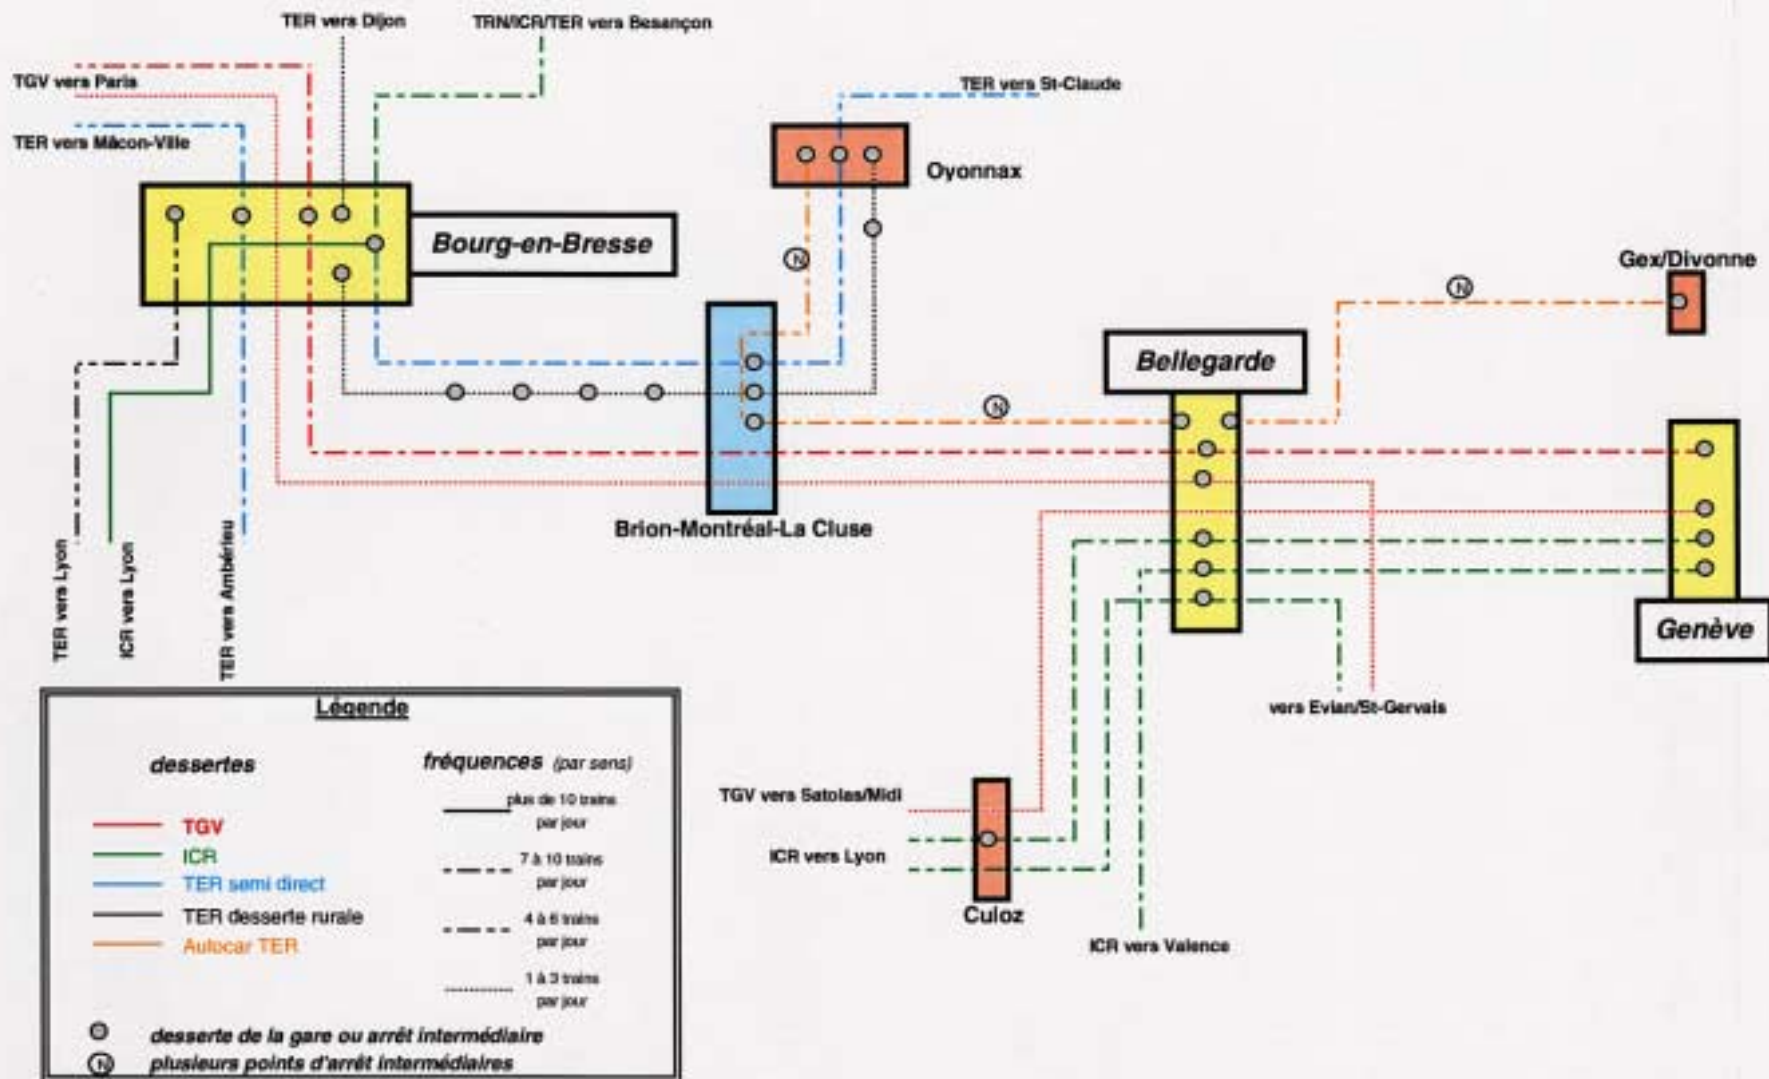 TER vers Dijon
TRN/ICR/TER vers Besançon
TGV vers Paris
TER vers St-Claude
TER vers Mâcon-Ville
Oyonnax
Bourg-en-Bresse
N
Gex/Divonne
N
Bellegarde
N
Brion-Montréal-La Cluse
TER vers Lyon
ICR vers Lyon
TER vers Ambérieu
Genève
vers Evian/St-Gervais
TGV vers Satolas/Midi
ICR vers Lyon
Culoz
ICR vers Valence
Légende
dessertes
fréquences (par sens)
TGV
ICR
TER semi direct
TER desserte rurale
Autocar TER
plus de 10 trains
par jour
7 à 10 trains
par jour
4 à 6 trains
par jour
1 à 3 trains
par jour
desserte de la gare ou arrêt intermédiaire
N plusieurs points d'arrêt intermédiaires